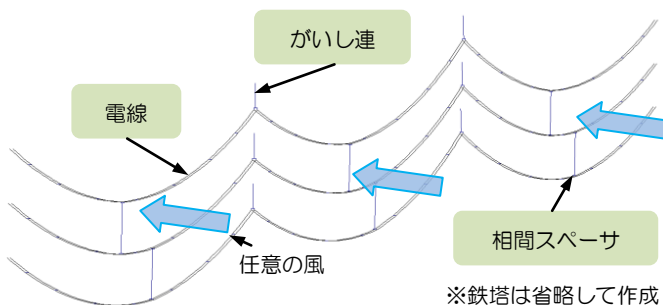 がいし連
電線
任意の風
相間スペーサ
※鉄塔は省略して作成